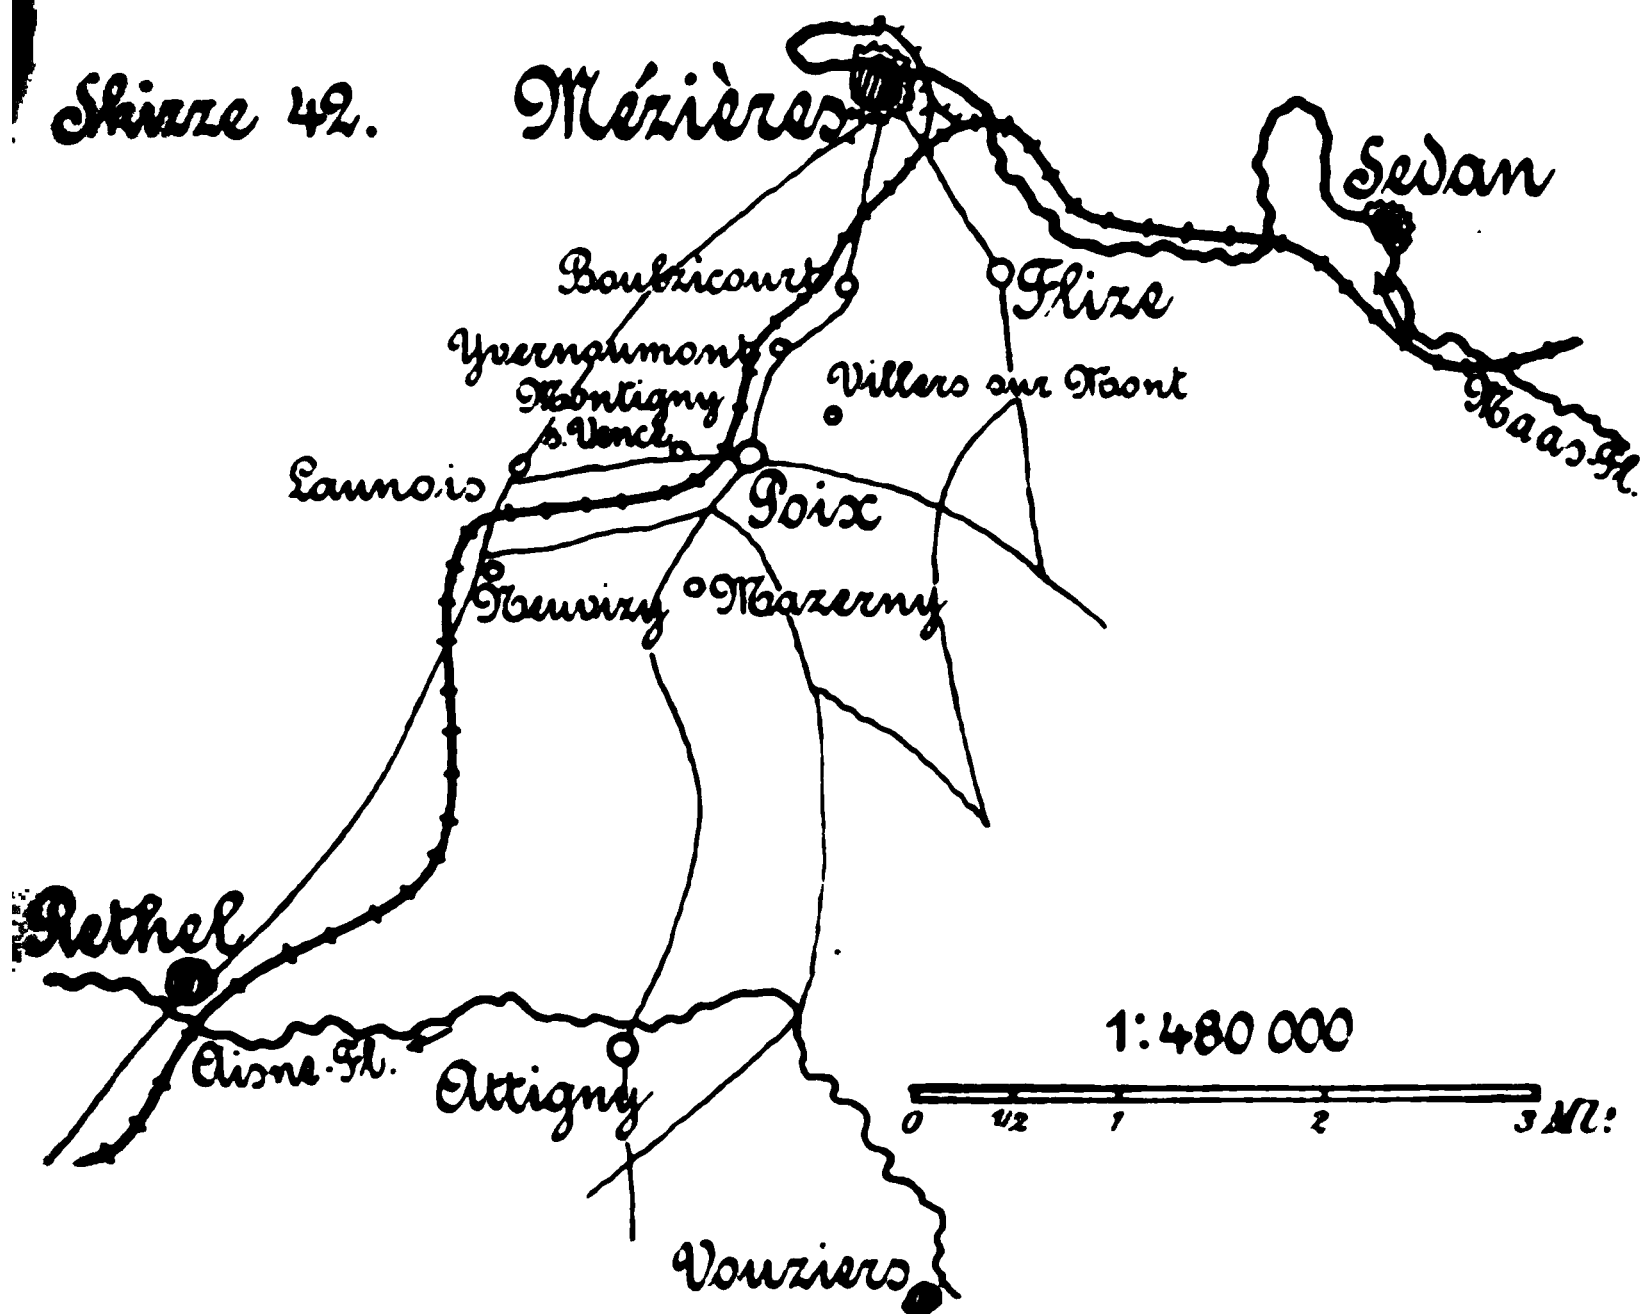 Skizze 42.
Mézières
Sedan
Boulzicourt
Flize
Yvernaumont
Montigny
s. Vence
Villers sur Mont
Maas Fl.
Launois
Poix
Neuvizy
Mazerny
Rethel
Aisne-Fl.
Attigny
1:480 000
0 1/2 1 2 3 Ml:
Vouziers